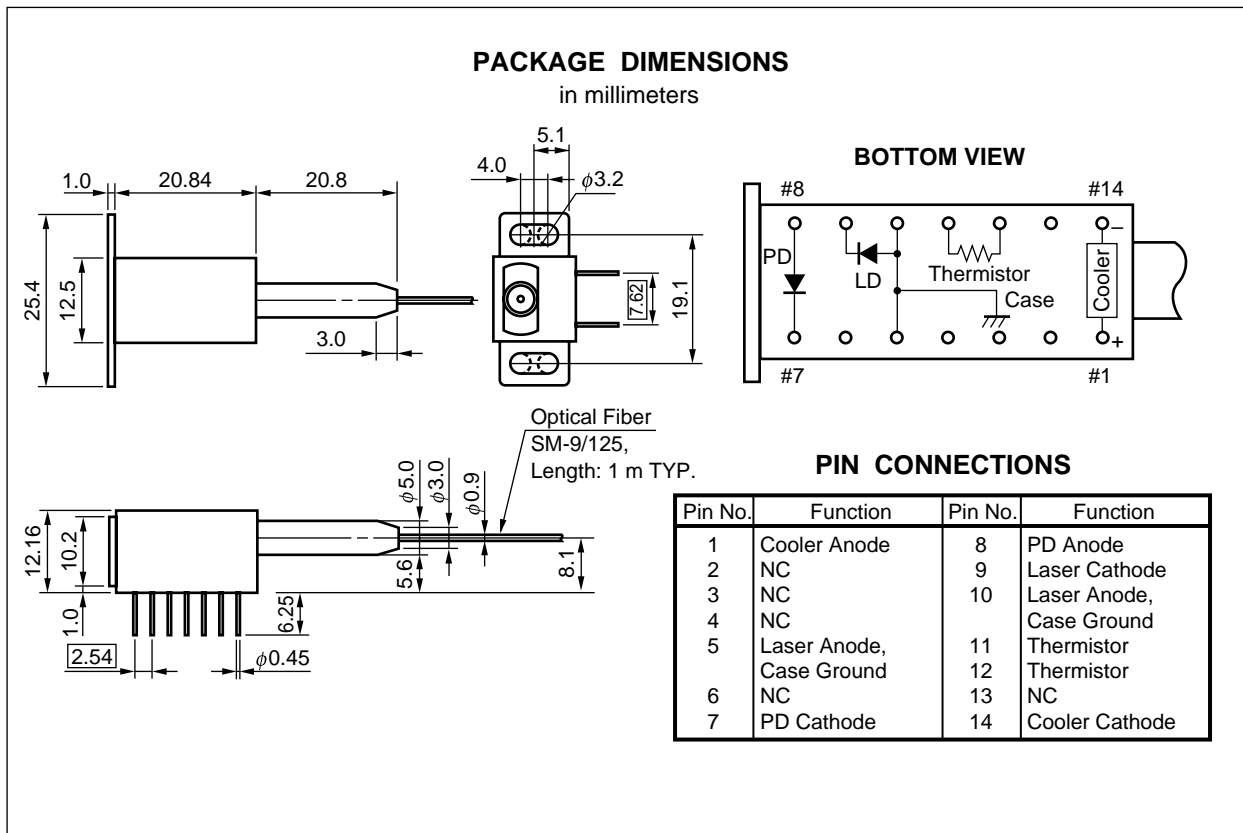 PACKAGE DIMENSIONS
in millimeters
1.0
20.84
20.8
25.4
12.5
3.0
5.1
4.0
φ3.2
7.62
19.1
BOTTOM VIEW
#8
#14
PD
LD
Thermistor
Case
Cooler
–
+
#7
#1
Optical Fiber
SM-9/125,
Length: 1 m TYP.
12.16
10.2
1.0
2.54
φ0.45
6.25
φ5.0
φ3.0
φ0.9
5.6
8.1
PIN CONNECTIONS
Pin No. Function Pin No. Function
1 Cooler Anode 8 PD Anode
2 NC 9 Laser Cathode
3 NC 10 Laser Anode,
4 NC Case Ground
5 Laser Anode, 11 Thermistor
Case Ground 12 Thermistor
6 NC 13 NC
7 PD Cathode 14 Cooler Cathode